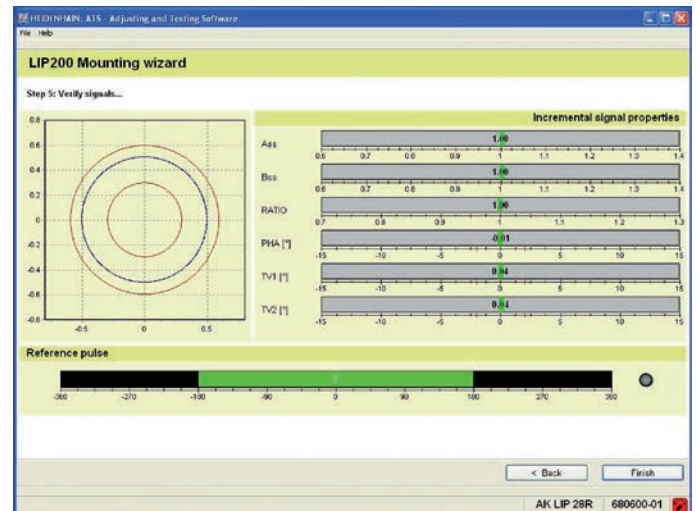 HEIDENHAIN: ATS - Adjusting and Testing Software
File Help
LIP200 Mounting wizard
Step 5: Verify signals...
Incremental signal properties
0.8
0.6
0.4
0.2
0
-0.2
-0.4
-0.6
-0.8
-0.5 0 0.5
Ass 1.00
0.6 0.7 0.8 0.9 1 1.1 1.2 1.3 1.4
Bss 1.00
0.6 0.7 0.8 0.9 1 1.1 1.2 1.3 1.4
RATIO 1.00
0.7 0.8 0.9 1 1.1 1.2 1.3
PHA [°] -0.01
-15 -10 -5 0 5 10 15
TV1 [°] 0.04
-15 -10 -5 0 5 10 15
TV2 [°] 0.04
-15 -10 -5 0 5 10 15
Reference pulse
-360 -270 -180 -90 0 90 180 270 360
< Back Finish
AK LIP 28R 680600-01